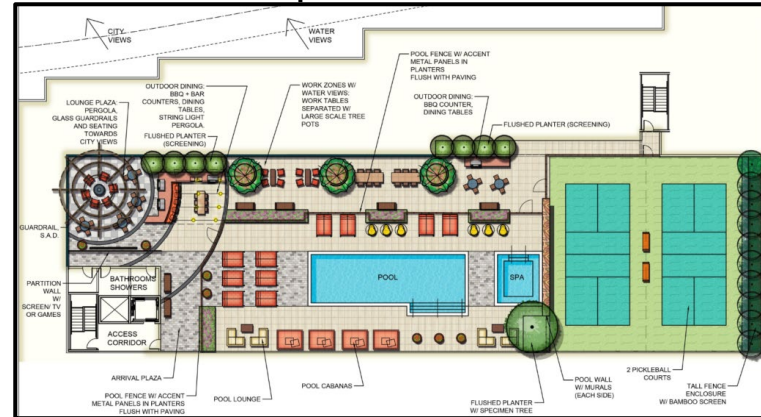 CITY
VIEWS
WATER
VIEWS
POOL FENCE W/ ACCENT
METAL PANELS IN
PLANTERS
FLUSH WITH PAVING
OUTDOOR DINING:
BBQ + BAR
COUNTERS, DINING
TABLES,
STRING LIGHT
PERGOLA.
WORK ZONES W/
WATER VIEWS:
WORK TABLES
SEPARATED W/
LARGE SCALE TREE
POTS
OUTDOOR DINING:
BBQ COUNTER,
DINING TABLES
LOUNGE PLAZA:
PERGOLA,
GLASS GUARDRAILS
AND SEATING
TOWARDS
CITY VIEWS
FLUSHED PLANTER
(SCREENING)
FLUSHED PLANTER (SCREENING)
GUARDRAIL,
S.A.D.
PARTITION
WALL
W/
SCREEN/ TV
OR GAMES
BATHROOMS
SHOWERS
POOL
SPA
ACCESS
CORRIDOR
ARRIVAL PLAZA
POOL FENCE W/ ACCENT
METAL PANELS IN PLANTERS
FLUSH WITH PAVING
POOL LOUNGE
POOL CABANAS
FLUSHED PLANTER
W/ SPECIMEN TREE
POOL WALL
W/ MURALS
(EACH SIDE)
2 PICKLEBALL
COURTS
TALL FENCE
ENCLOSURE
W/ BAMBOO SCREEN